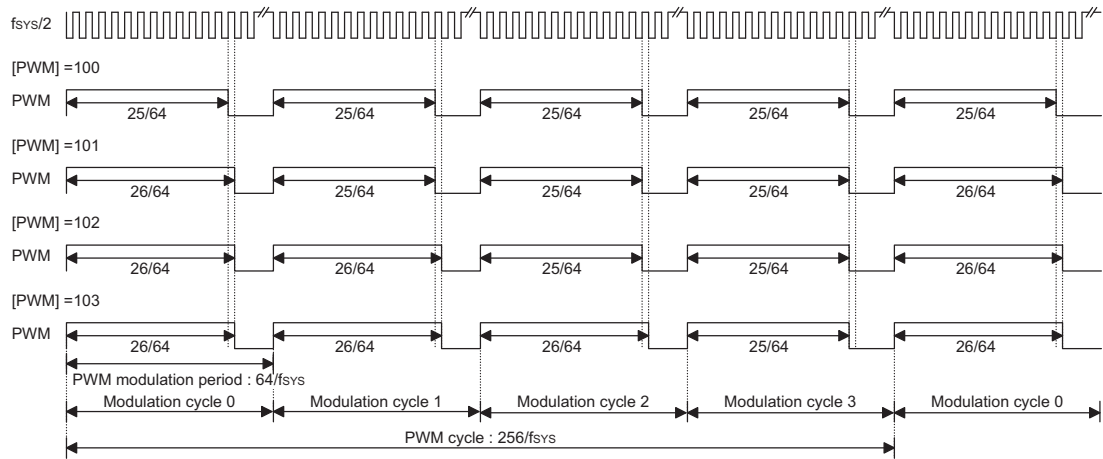 fSYS/2
[PWM] =100
PWM
25/64 25/64 25/64 25/64 25/64
[PWM] =101
PWM
26/64 25/64 25/64 25/64 26/64
[PWM] =102
PWM
26/64 26/64 25/64 25/64 26/64
[PWM] =103
PWM
26/64 26/64 26/64 25/64 26/64
PWM modulation period : 64/fSYS
Modulation cycle 0 Modulation cycle 1 Modulation cycle 2 Modulation cycle 3 Modulation cycle 0
PWM cycle : 256/fSYS